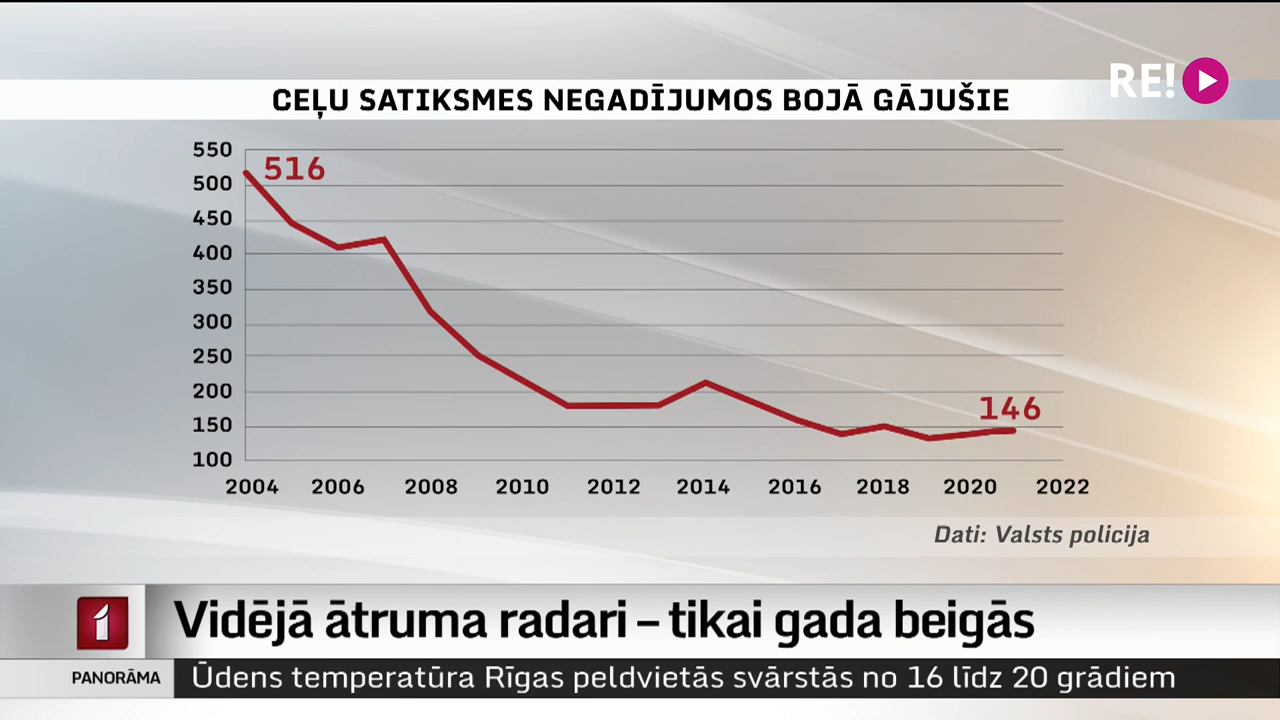 RE!
CEĻU SATIKSMES NEGADĪJUMOS BOJĀ GĀJUŠIE
550
500
450
400
350
300
250
200
150
100
516
146
2004 2006 2008 2010 2012 2014 2016 2018 2020 2022
Dati: Valsts policija
1 Vidējā ātruma radari – tikai gada beigās
PANORĀMA Ūdens temperatūra Rīgas peldvietās svārstās no 16 līdz 20 grādiem